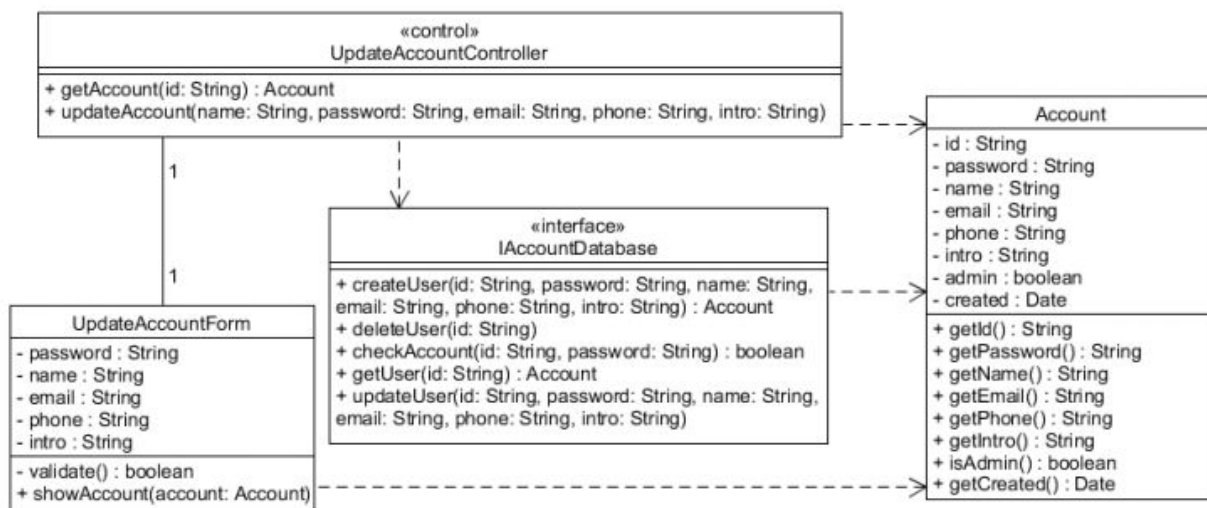 «control»
UpdateAccountController
+ getAccount(id: String) : Account
+ updateAccount(name: String, password: String, email: String, phone: String, intro: String)
1
1
«interface»
IAccountDatabase
+ createUser(id: String, password: String, name: String,
email: String, phone: String, intro: String) : Account
+ deleteUser(id: String)
+ checkAccount(id: String, password: String) : boolean
+ getUser(id: String) : Account
+ updateUser(id: String, password: String, name: String,
email: String, phone: String, intro: String)
UpdateAccountForm
- password : String
- name : String
- email : String
- phone : String
- intro : String
- validate() : boolean
+ showAccount(account: Account)
Account
- id : String
- password : String
- name : String
- email : String
- phone : String
- intro : String
- admin : boolean
- created : Date
+ getId() : String
+ getPassword() : String
+ getName() : String
+ getEmail() : String
+ getPhone() : String
+ getIntro() : String
+ isAdmin() : boolean
+ getCreated() : Date